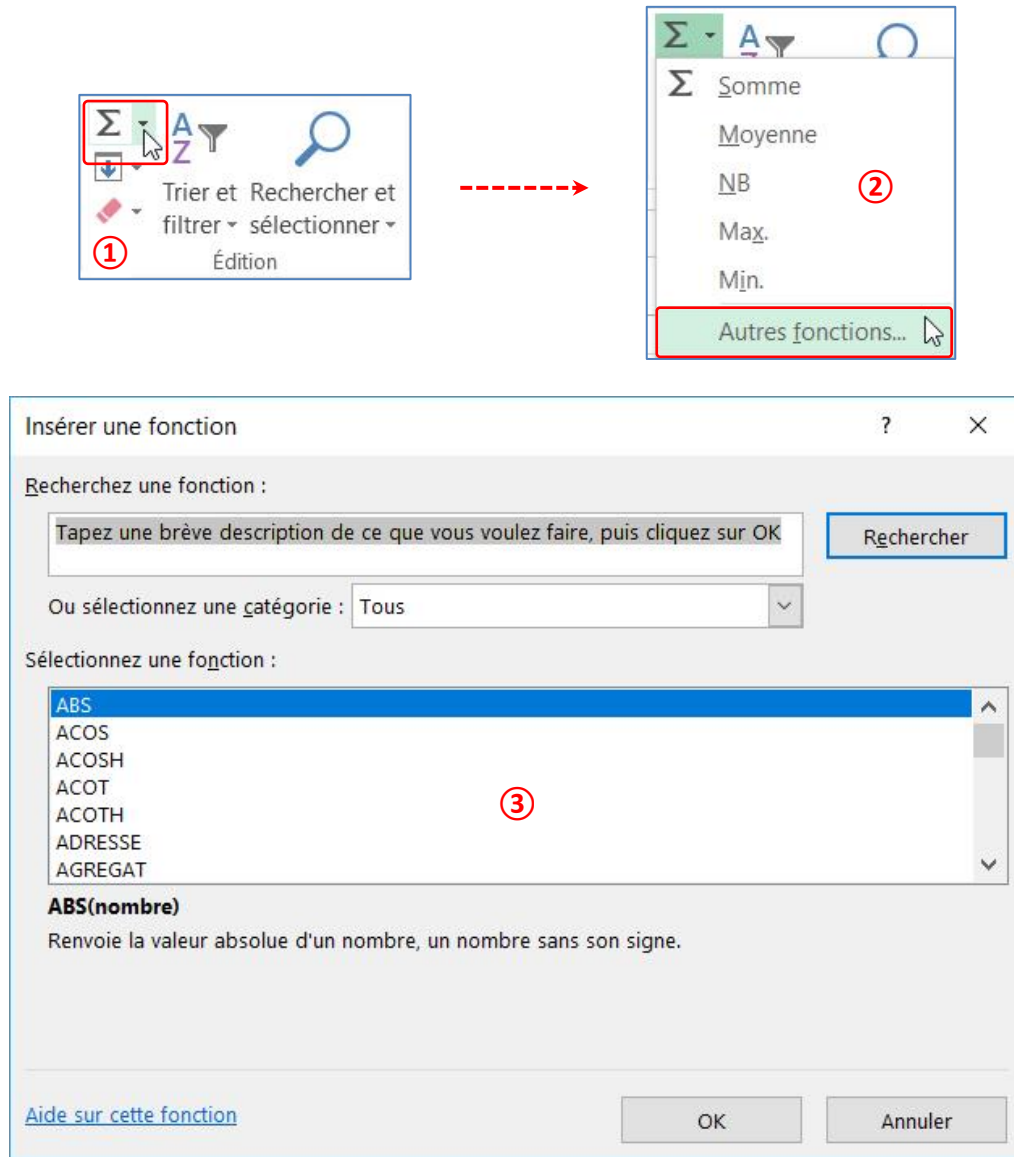 Σ
A
Z
Trier et
filtrer
Rechercher et
sélectionner
①
Édition
Σ
A
Z
Σ Somme
Moyenne
NB
②
Max.
Min.
Autres fonctions...
Insérer une fonction ? ×
Recherchez une fonction :
Tapez une brève description de ce que vous voulez faire, puis cliquez sur OK
Rechercher
Ou sélectionnez une catégorie : Tous
Sélectionnez une fonction :
ABS
ACOS
ACOSH
ACOT
ACOTH
ADRESSE
AGREGAT
③
ABS(nombre)
Renvoie la valeur absolue d'un nombre, un nombre sans son signe.
Aide sur cette fonction
OK
Annuler